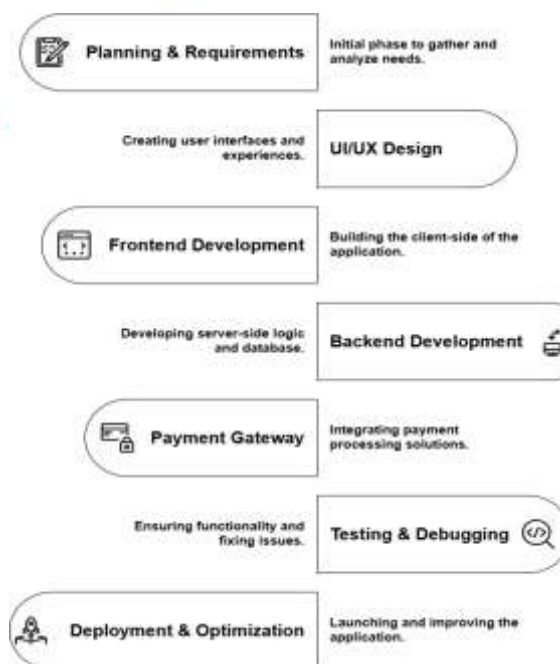 Planning & Requirements
Initial phase to gather and
analyze needs.
Creating user interfaces and
experiences.
UI/UX Design
Frontend Development
Building the client-side of the
application.
Developing server-side logic
and database.
Backend Development
Payment Gateway
Integrating payment
processing solutions.
Ensuring functionality and
fixing issues.
Testing & Debugging
Deployment & Optimization
Launching and improving the
application.